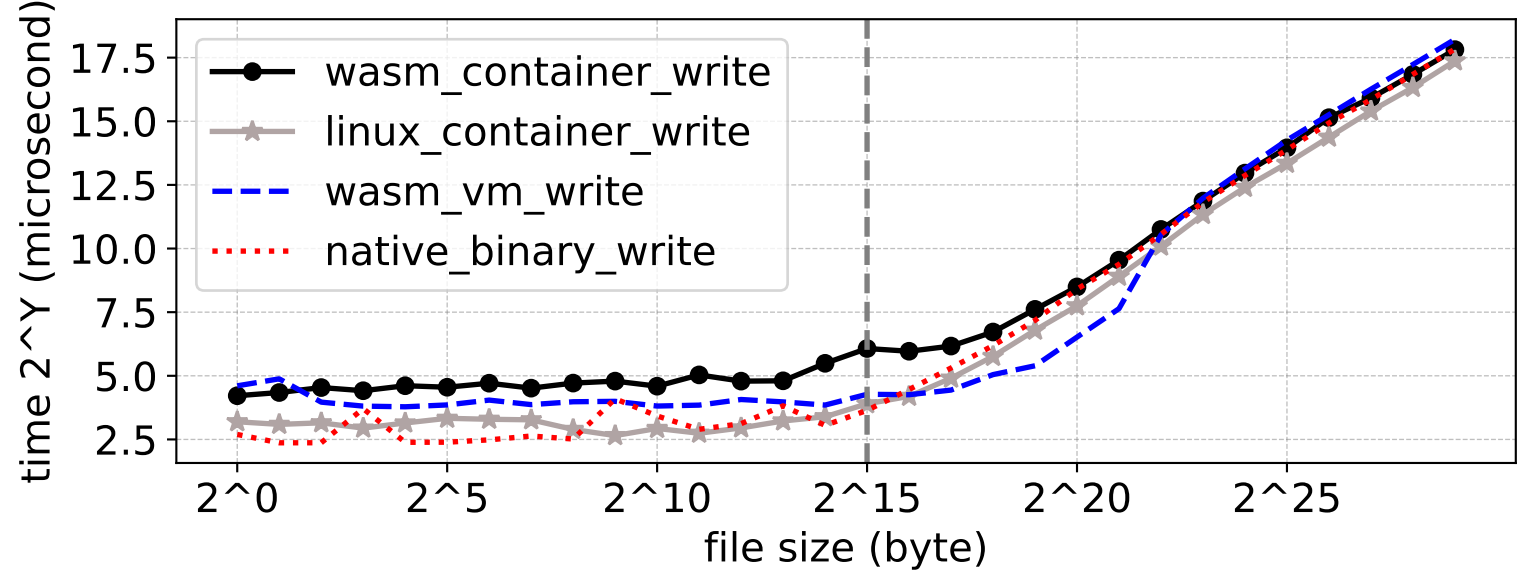 time 2^Y (microsecond)
17.5
15.0
12.5
10.0
7.5
5.0
2.5
wasm_container_write
linux_container_write
wasm_vm_write
native_binary_write
2^0 2^5 2^10 2^15 2^20 2^25
file size (byte)